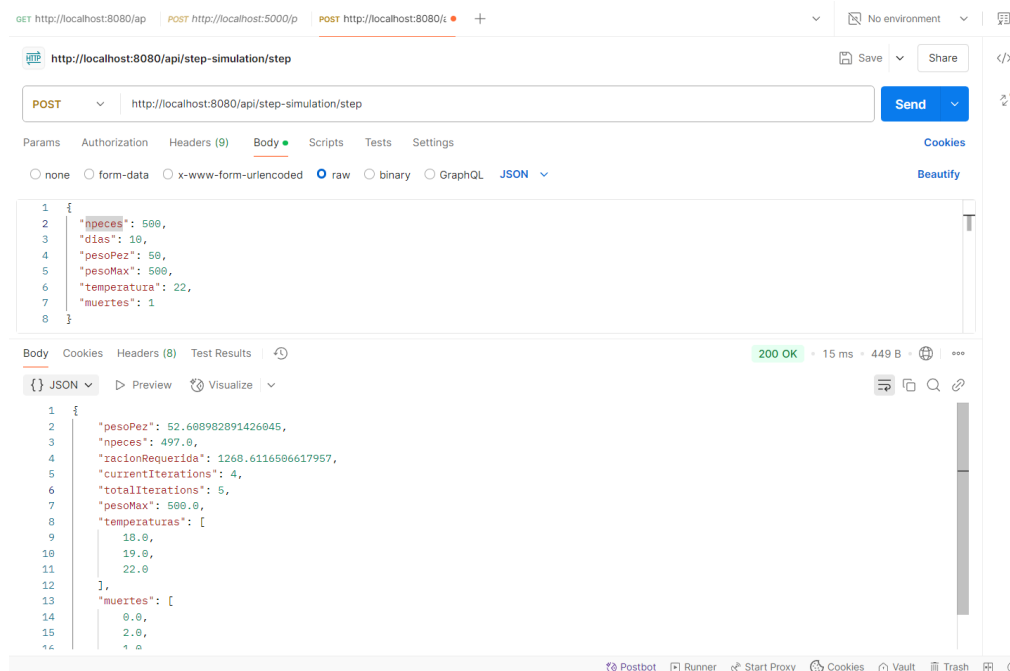 GET http://localhost:8080/ap POST http://localhost:5000/p POST http://localhost:8080/a No environment
HTTP http://localhost:8080/api/step-simulation/step Save Share
POST http://localhost:8080/api/step-simulation/step Send
Params Authorization Headers (9) Body Scripts Tests Settings Cookies
none form-data x-www-form-urlencoded raw binary GraphQL JSON Beautify
1 {
2 "npeces": 500,
3 "dias": 10,
4 "pesoPez": 50,
5 "pesoMax": 500,
6 "temperatura": 22,
7 "muertes": 1
8 }
Body Cookies Headers (8) Test Results 200 OK • 15 ms • 449 B
{} JSON Preview Visualize
1 {
2 "pesoPez": 52.608982891426045,
3 "npeces": 497.0,
4 "racionRequerida": 1268.6116506617957,
5 "currentIterations": 4,
6 "totalIterations": 5,
7 "pesoMax": 500.0,
8 "temperaturas": [
9 18.0,
10 19.0,
11 22.0
12 ],
13 "muertes": [
14 0.0,
15 2.0,
16 1.0
Postbot Runner Start Proxy Cookies Vault Trash